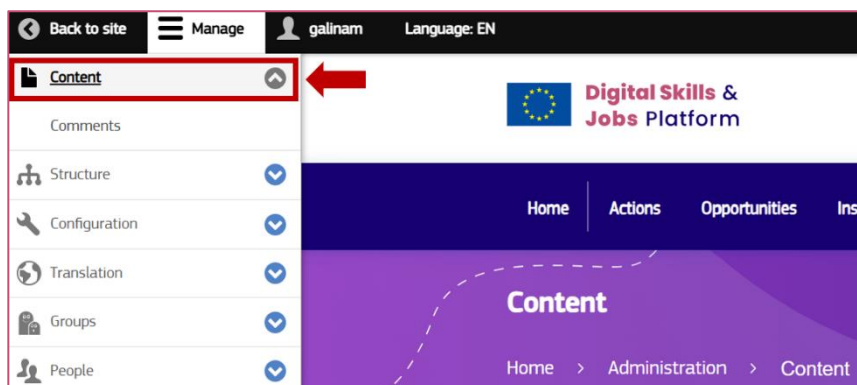 Back to site Manage galinam Language: EN
Content
Comments
Structure
Configuration
Translation
Groups
People
Digital Skills &
Jobs Platform
Home Actions Opportunities Ins
Content
Home > Administration > Content